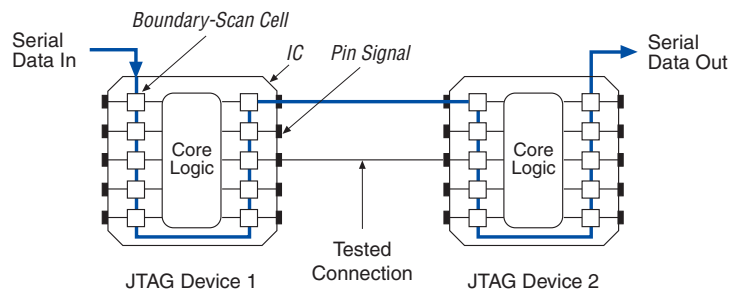 Boundary-Scan Cell
Serial
Data In
IC
Pin Signal
Serial
Data Out
Core
Logic
Core
Logic
Tested
Connection
JTAG Device 1
JTAG Device 2